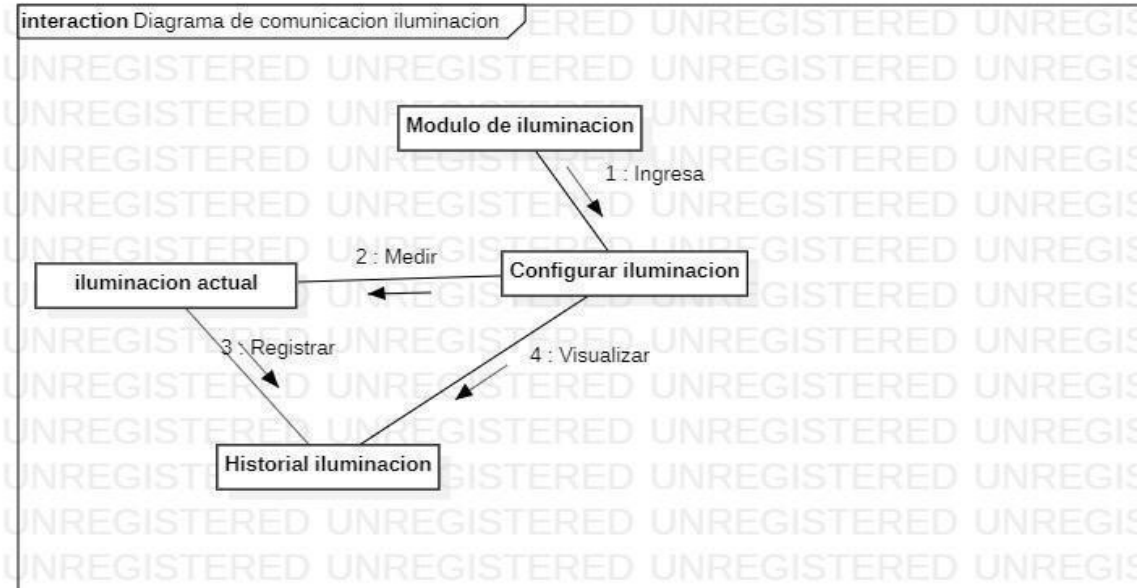 interaction Diagrama de comunicacion iluminacion
UNREGISTERED UNREGISTERED UNREGISTERED UNREGIS
Modulo de iluminacion
1 : Ingresa
2 : Medir
Configurar iluminacion
iluminacion actual
3 : Registrar
4 : Visualizar
Historial iluminacion